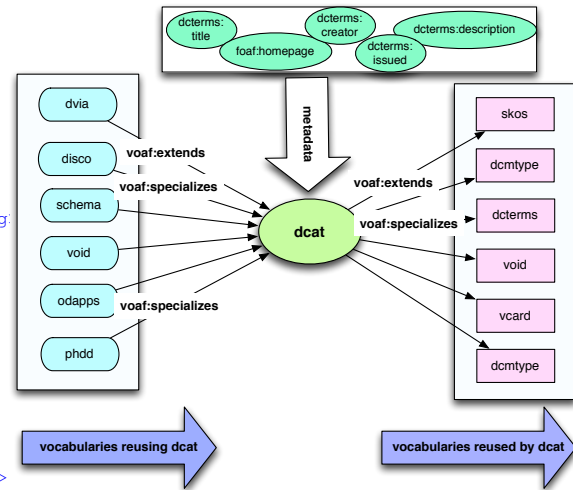 dcterms:
title
foaf:homepage
dcterms:
creator
dcterms:
issued
dcterms:description
metadata
dvia
disco
schema
void
odapps
phdd
voaf:extends
voaf:specializes
voaf:specializes
dcat
voaf:extends
voaf:specializes
skos
dcmtype
dcterms
void
vcard
dcmtype
vocabularies reusing dcat
vocabularies reused by dcat
>